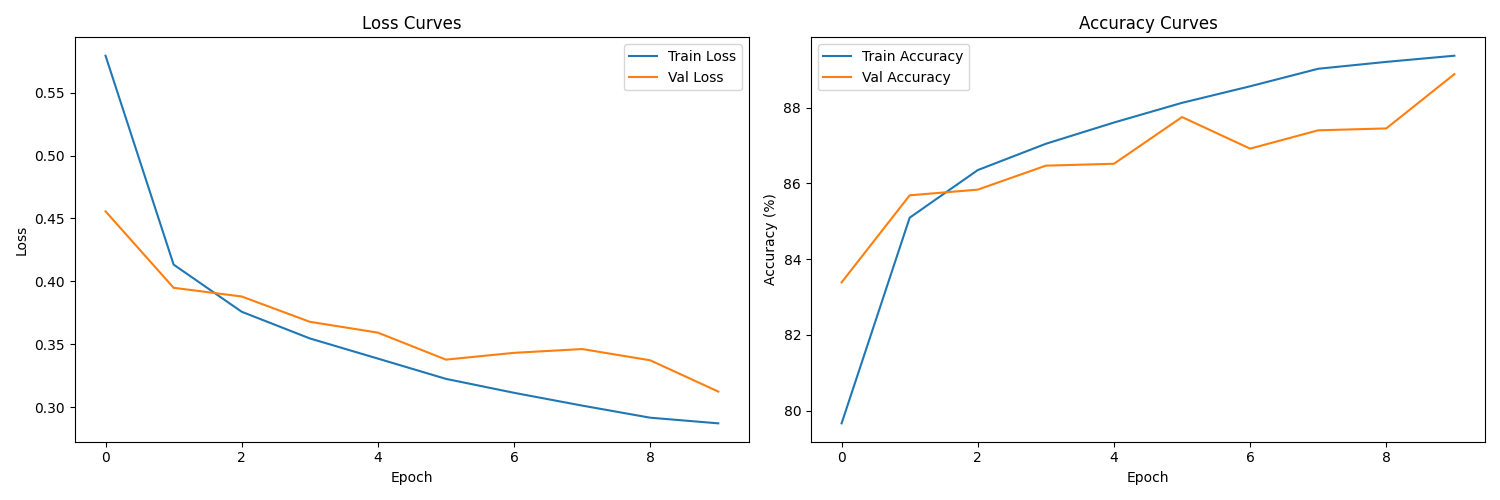 Loss Curves
Train Loss
Val Loss
0.55
0.50
0.45
0.40
0.35
0.30
Loss
0 2 4 6 8
Epoch
Accuracy Curves
Train Accuracy
Val Accuracy
88
86
84
82
80
Accuracy (%)
0 2 4 6 8
Epoch